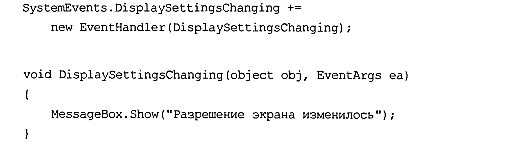 SystemEvents.DisplaySettingsChanging +=
new EventHandler(DisplaySettingsChanging);
void DisplaySettingsChanging(object obj, EventArgs ea)
{
MessageBox.Show("Разрешение экрана изменилось");
}